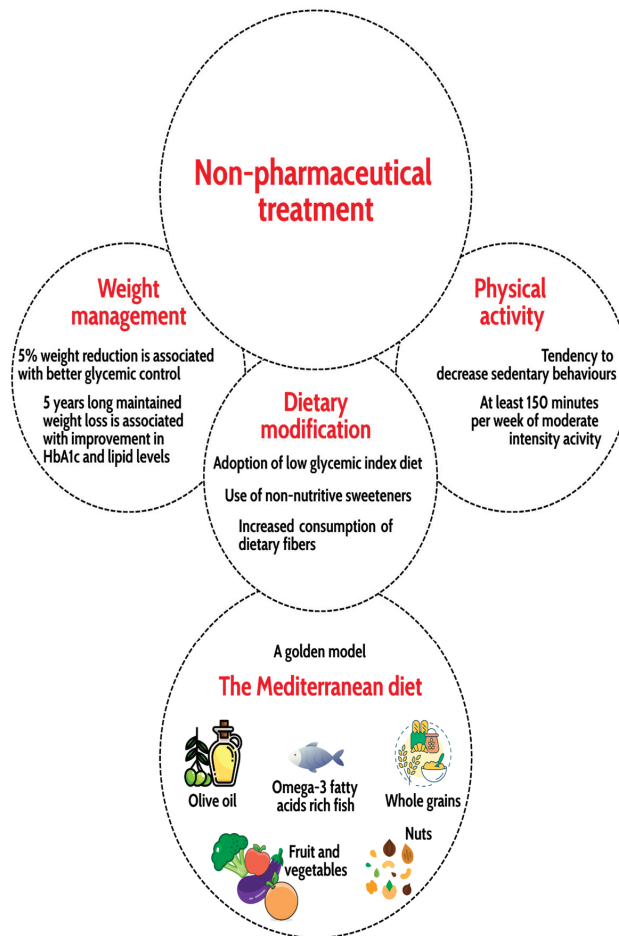 Non-pharmaceutical
treatment
Weight
management
5% weight reduction is associated
with better glycemic control
5 years long maintained
weight loss is associated
with improvement in
HbA1c and lipid levels
Dietary
modification
Adoption of low glycemic index diet
Use of non-nutritive sweeteners
Increased consumption of
dietary fibers
Physical
activity
Tendency to
decrease sedentary behaviours
At least 150 minutes
per week of moderate
intensity acivity
A golden model
The Mediterranean diet
Olive oil
Omega-3 fatty
acids rich fish
Whole grains
Fruit and
vegetables
Nuts